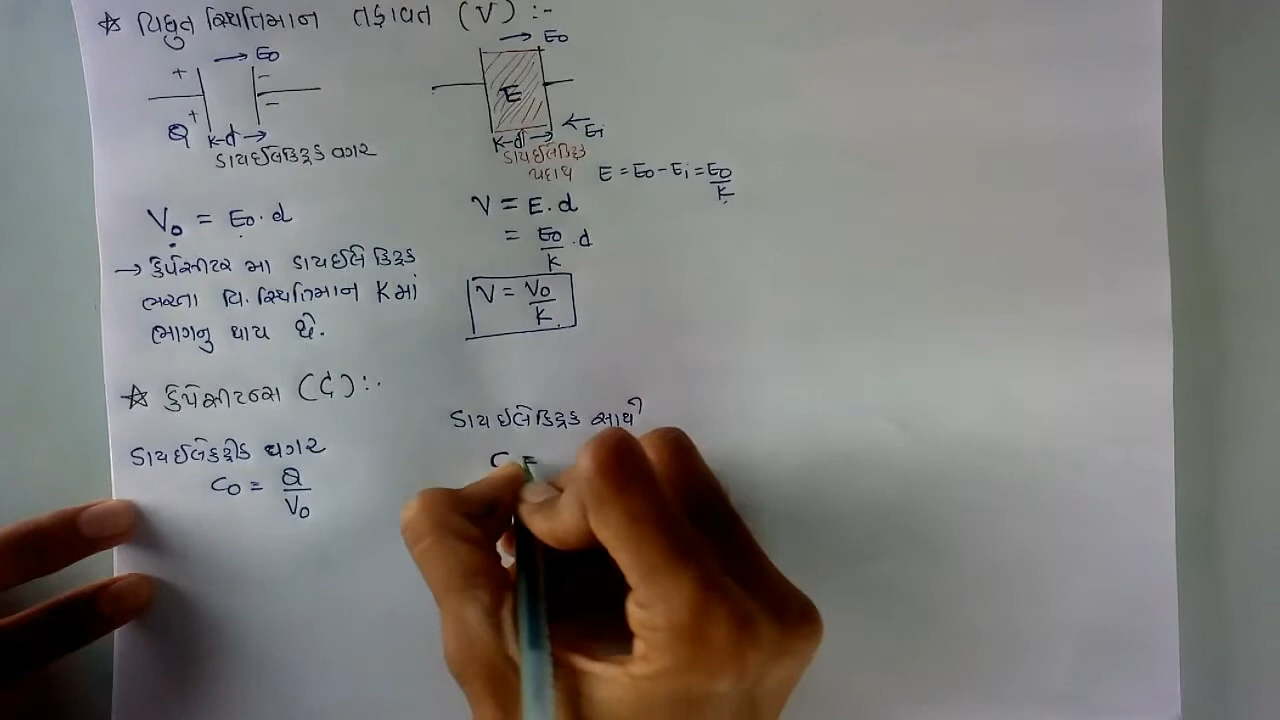 ☆ વિદ્યુત સ્થિતિમાન તફાવત (V) :-
→ E₀
+ -
+ -
Q k-d→
ડાયઈલેક્ટ્રિક વગર
→ E₀
E
← Eᵢ
k-d→
ડાયઈલેક્ટ્રિક
પદાર્થ
E = E₀ - Eᵢ = E₀/K
V₀ = E₀·d
V = E.d
= E₀/K .d
V = V₀/K
→ કેપેસીટર મા ડાયઈલેક્ટ્રિક
ભરતા વિ. સ્થિતિમાન K માં
ભાગનુ થાય છે.
☆ કેપેસીટન્સ (C) :-
ડાયઈલેક્ટ્રીક વગર
C₀ = Q/V₀
ડાયઈલેક્ટ્રિક સાથે
C =